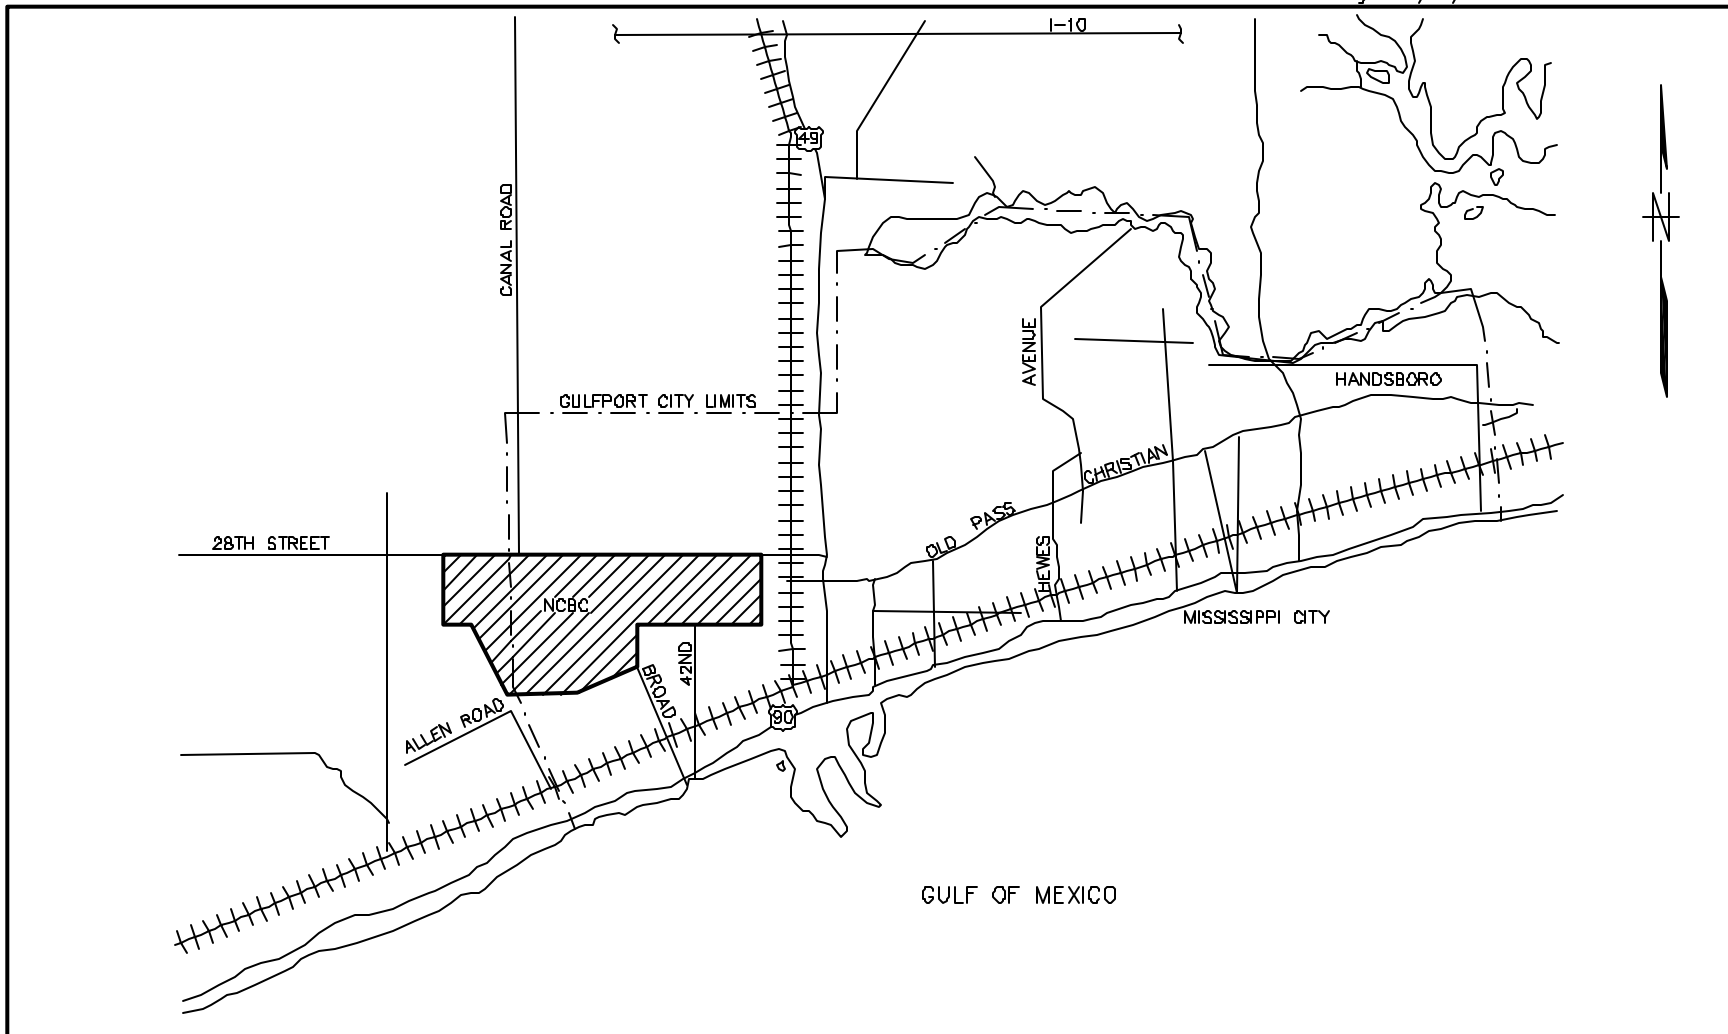 I-10
49
CANAL ROAD
AVENUE
HANDSBORO
GULFPORT CITY LIMITS
CHRISTIAN
PASS
OLD
28TH STREET
HEWES
NCBC
MISSISSIPPI CITY
42ND
BROAD
ALLEN ROAD
90
GULF OF MEXICO
N